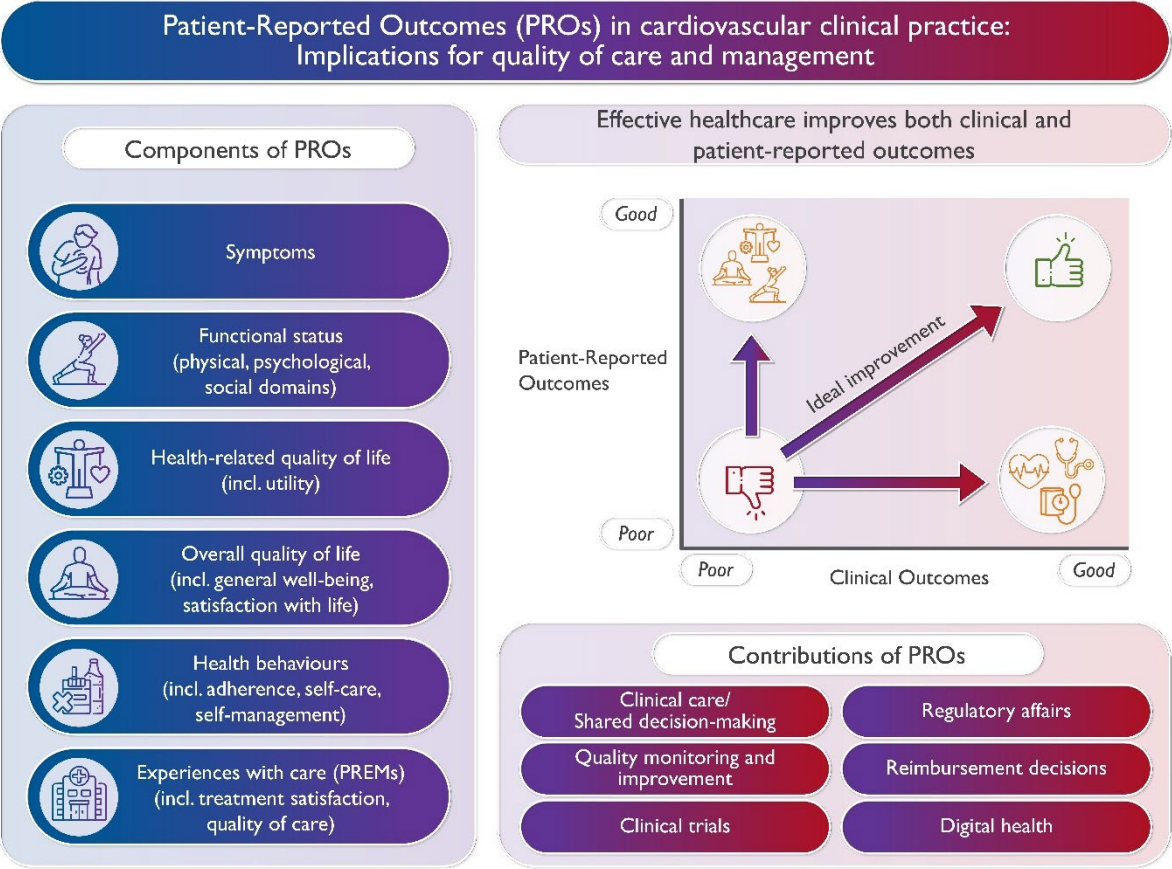 Patient-Reported Outcomes (PROs) in cardiovascular clinical practice:
Implications for quality of care and management
Components of PROs
Symptoms
Functional status
(physical, psychological,
social domains)
Health-related quality of life
(incl. utility)
Overall quality of life
(incl. general well-being,
satisfaction with life)
Health behaviours
(incl. adherence, self-care,
self-management)
Experiences with care (PREMs)
(incl. treatment satisfaction,
quality of care)
Effective healthcare improves both clinical and
patient-reported outcomes
Good
Patient-Reported
Outcomes
Ideal improvement
Poor
Poor
Clinical Outcomes
Good
Contributions of PROs
Clinical care/
Shared decision-making
Regulatory affairs
Quality monitoring and
improvement
Reimbursement decisions
Clinical trials
Digital health